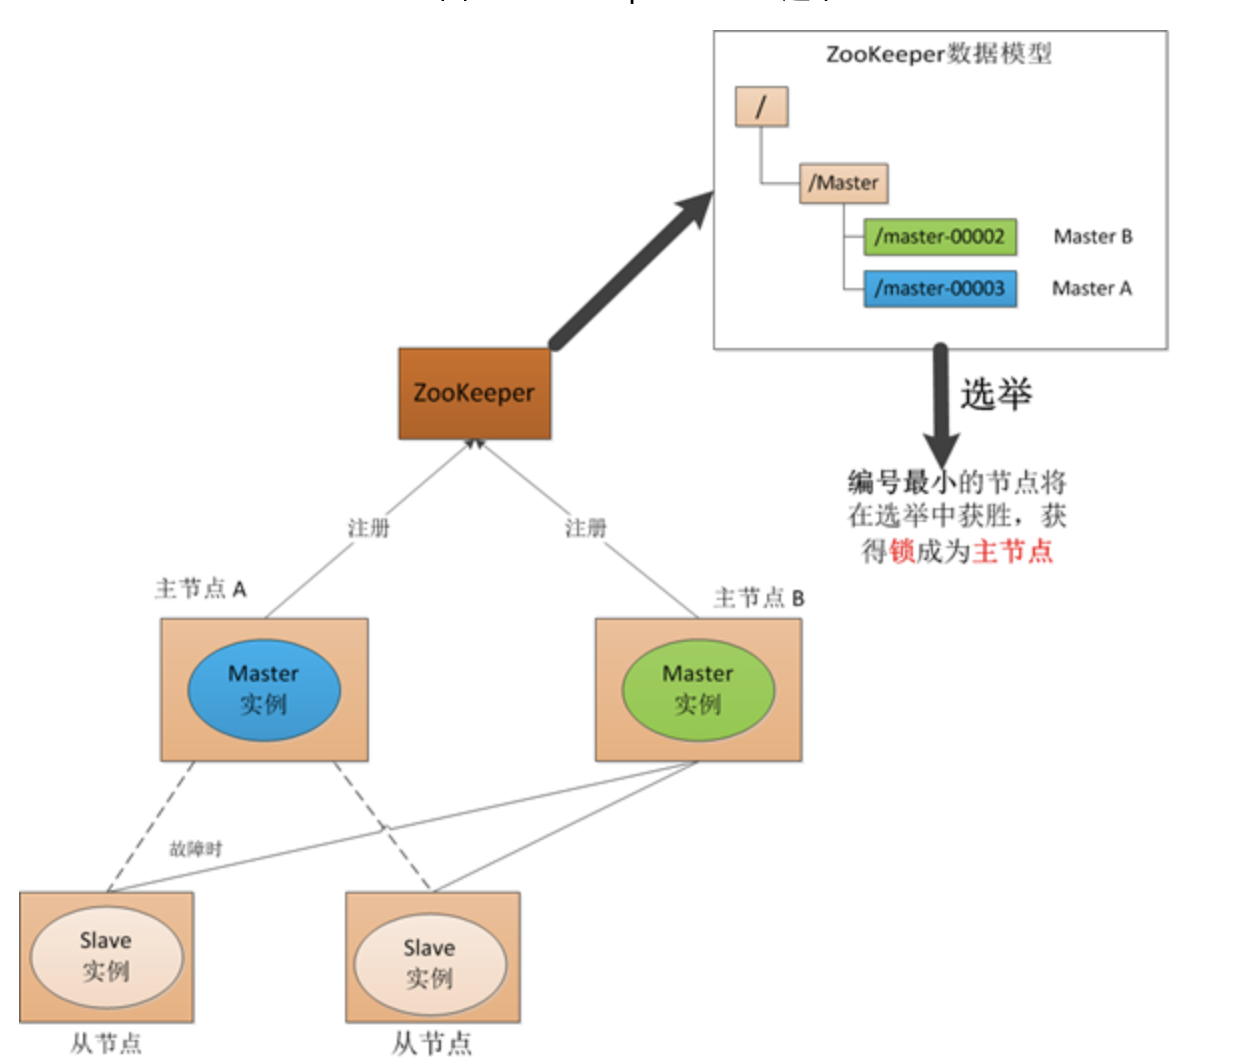 ZooKeeper数据模型
/
/Master
/master-00002
Master B
/master-00003
Master A
ZooKeeper
选举
编号最小的节点将
在选举中获胜，获
得锁成为主节点
注册
注册
主节点 A
主节点 B
Master
实例
Master
实例
故障时
Slave
实例
Slave
实例
从节点
从节点